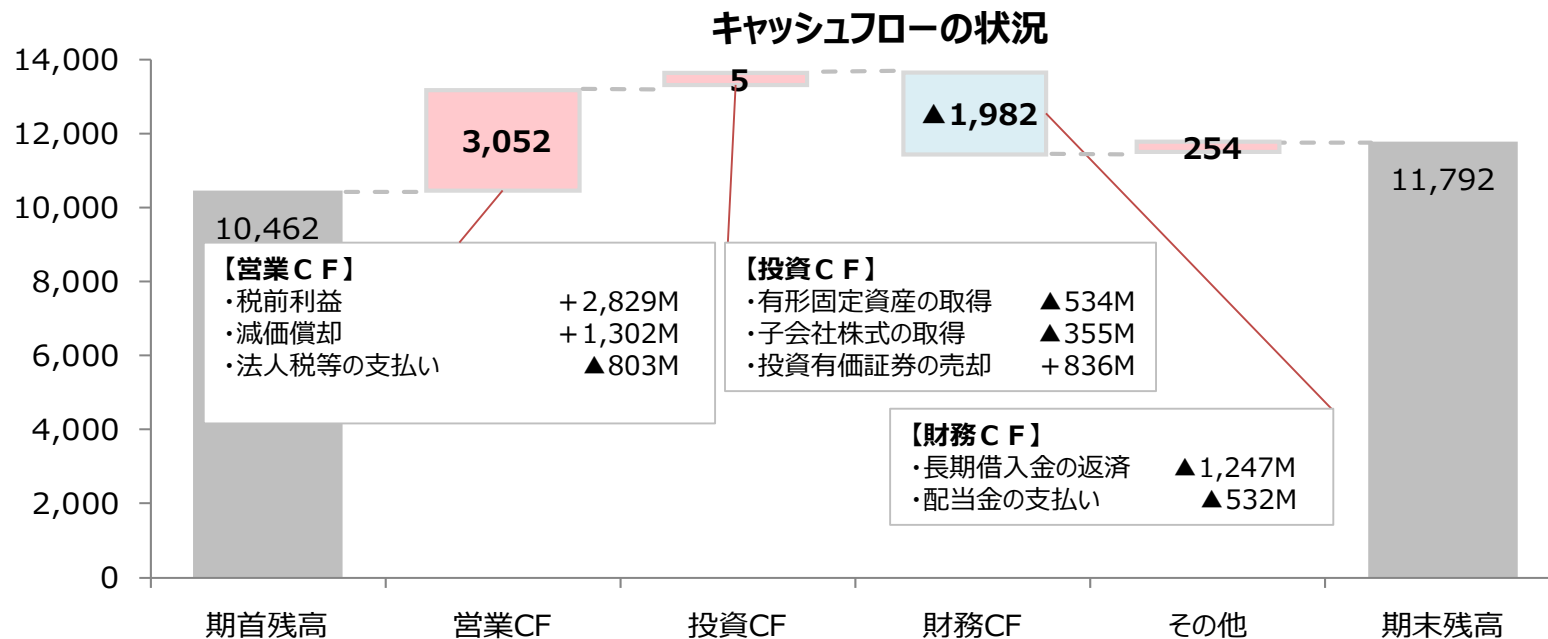 キャッシュフローの状況
14,000
12,000
10,000
8,000
6,000
4,000
2,000
0
10,462
3,052
5
▲1,982
254
11,792
【営業ＣＦ】
・税前利益 ＋2,829M
・減価償却 ＋1,302M
・法人税等の支払い ▲803M
【投資ＣＦ】
・有形固定資産の取得 ▲534M
・子会社株式の取得 ▲355M
・投資有価証券の売却 ＋836M
【財務ＣＦ】
・長期借入金の返済 ▲1,247M
・配当金の支払い ▲532M
期首残高 営業CF 投資CF 財務CF その他 期末残高